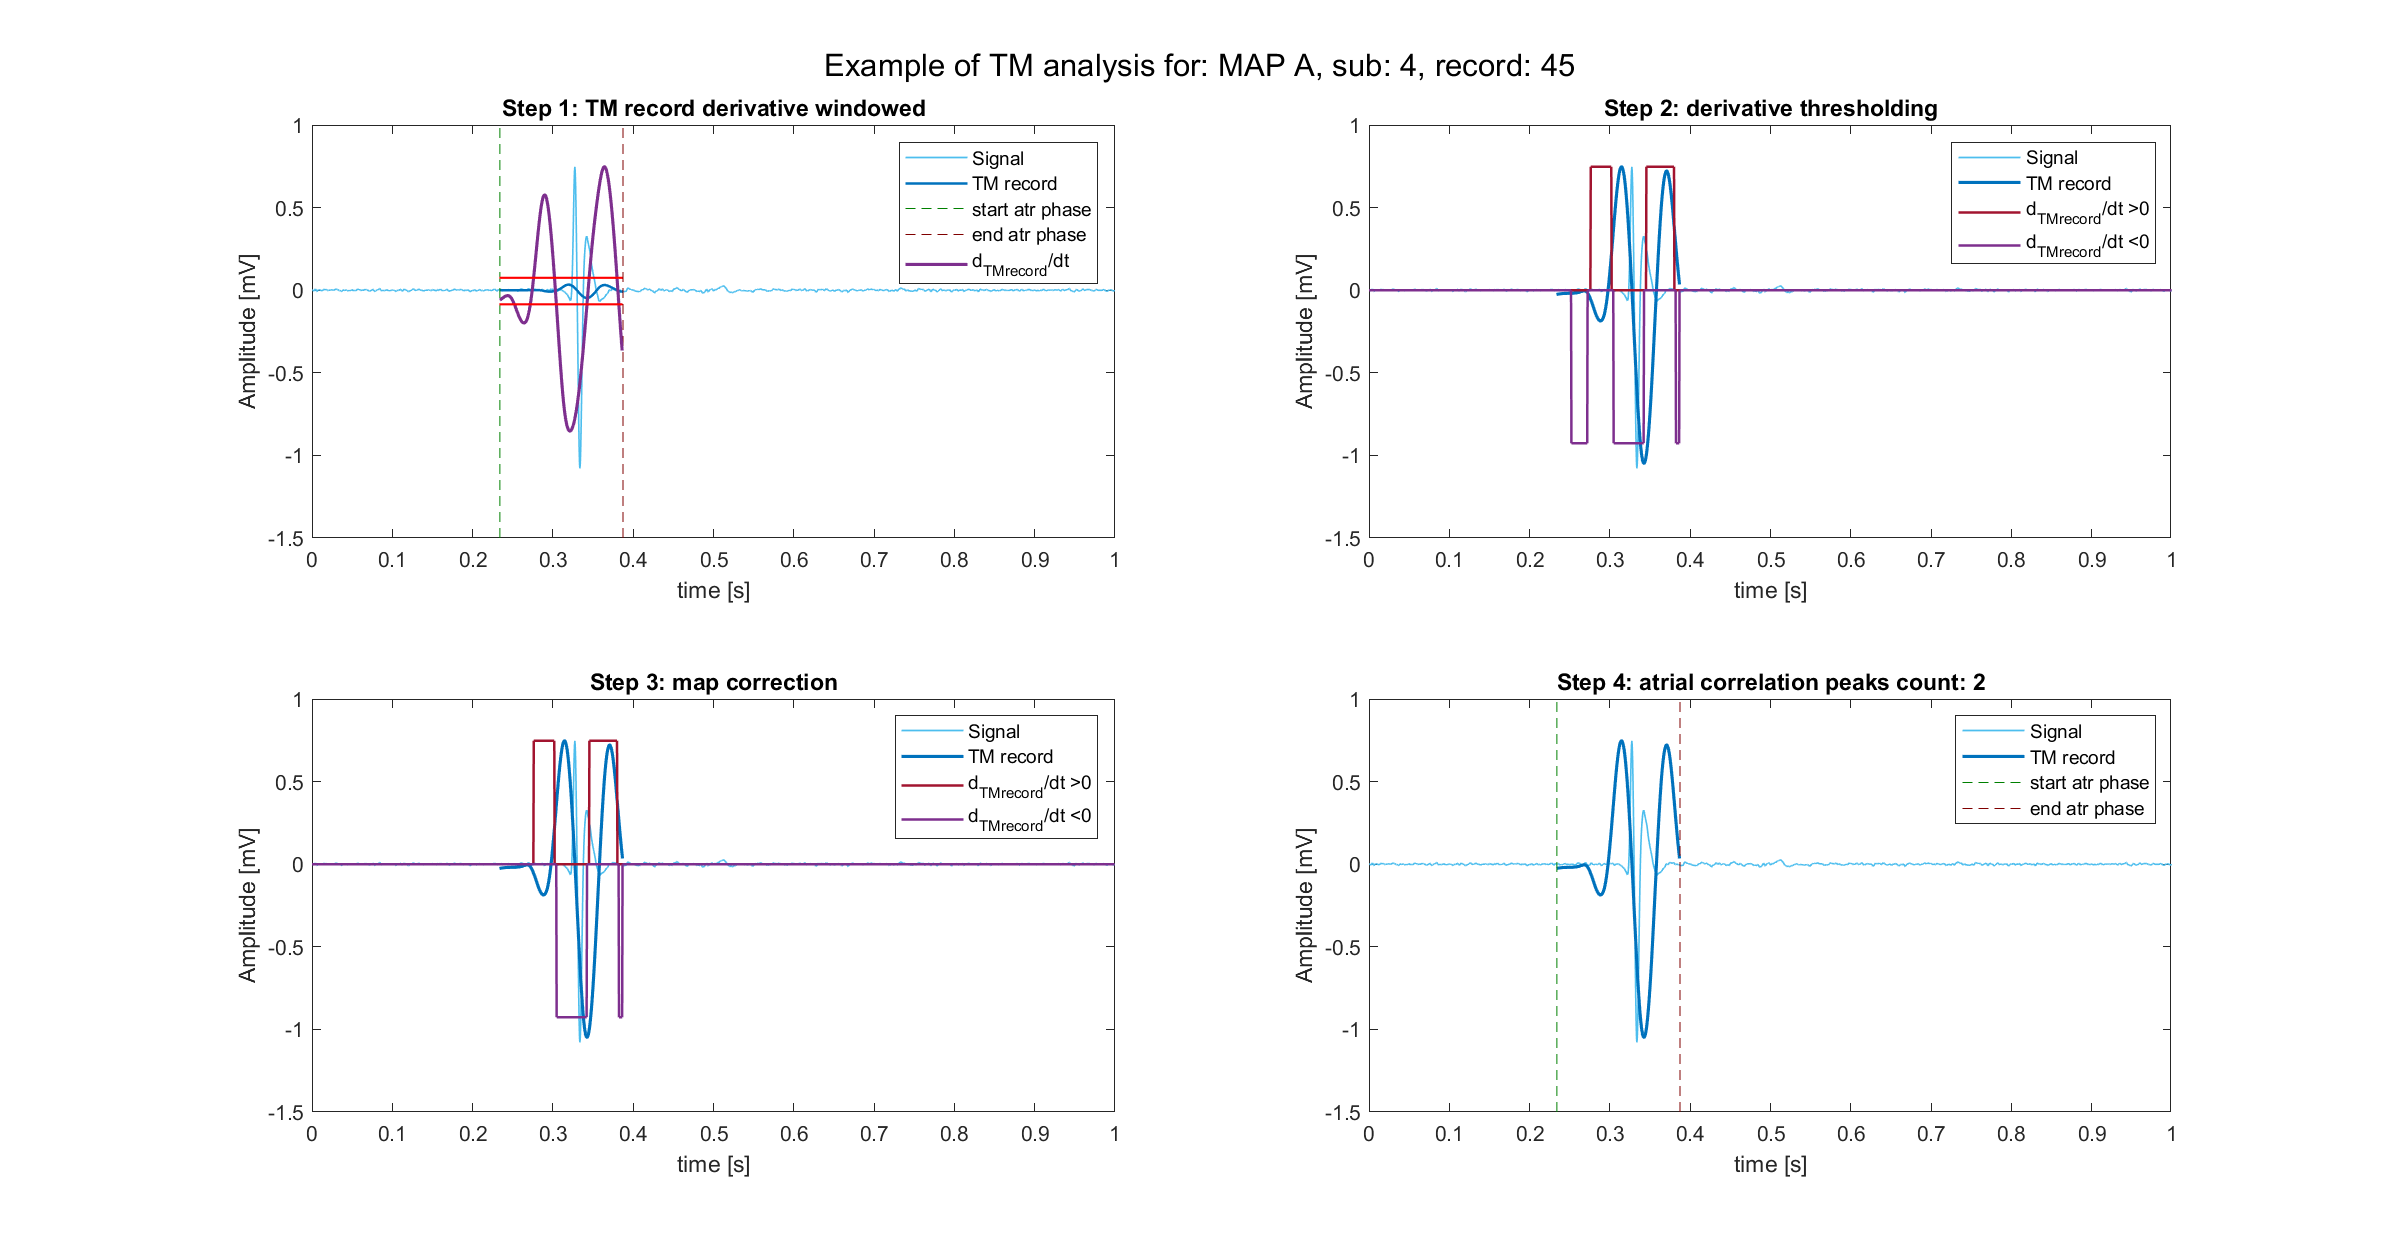 Example of TM analysis for: MAP A, sub: 4, record: 45
Step 1: TM record derivative windowed
1
0.5
0
-0.5
-1
-1.5
Amplitude [mV]
0 0.1 0.2 0.3 0.4 0.5 0.6 0.7 0.8 0.9 1
time [s]
Signal
TM record
start atr phase
end atr phase
dTMrecord/dt
Step 2: derivative thresholding
1
0.5
0
-0.5
-1
-1.5
Amplitude [mV]
0 0.1 0.2 0.3 0.4 0.5 0.6 0.7 0.8 0.9 1
time [s]
Signal
TM record
dTMrecord/dt >0
dTMrecord/dt <0
Step 3: map correction
1
0.5
0
-0.5
-1
-1.5
Amplitude [mV]
0 0.1 0.2 0.3 0.4 0.5 0.6 0.7 0.8 0.9 1
time [s]
Signal
TM record
dTMrecord/dt >0
dTMrecord/dt <0
Step 4: atrial correlation peaks count: 2
1
0.5
0
-0.5
-1
-1.5
Amplitude [mV]
0 0.1 0.2 0.3 0.4 0.5 0.6 0.7 0.8 0.9 1
time [s]
Signal
TM record
start atr phase
end atr phase